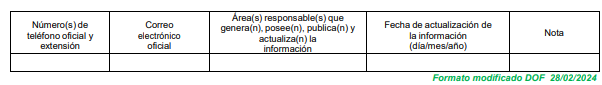 Número(s) de
teléfono oficial y
extensión
Correo
electrónico
oficial
Área(s) responsable(s) que
genera(n), posee(n), publica(n) y
actualiza(n) la
información
Fecha de actualización de
la información
(día/mes/año)
Nota
Formato modificado DOF 28/02/2024